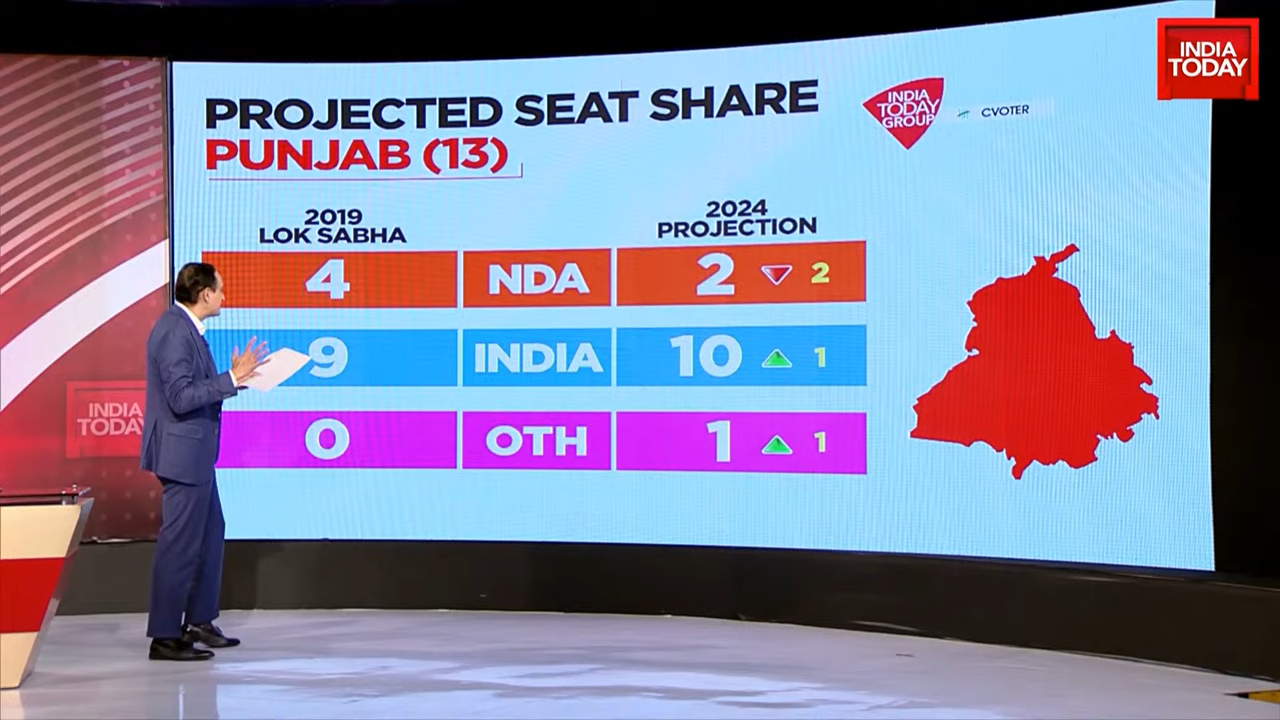 INDIA
TODAY
PROJECTED SEAT SHARE
PUNJAB (13)
INDIA
TODAY
GROUP
CVOTER
2019
LOK SABHA
2024
PROJECTION
4 NDA 2 2
9 INDIA 10 1
0 OTH 1 1
INDIA
TODAY